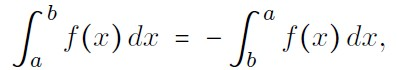 ∫_a^b f(x) dx = − ∫_b^a f(x) dx,